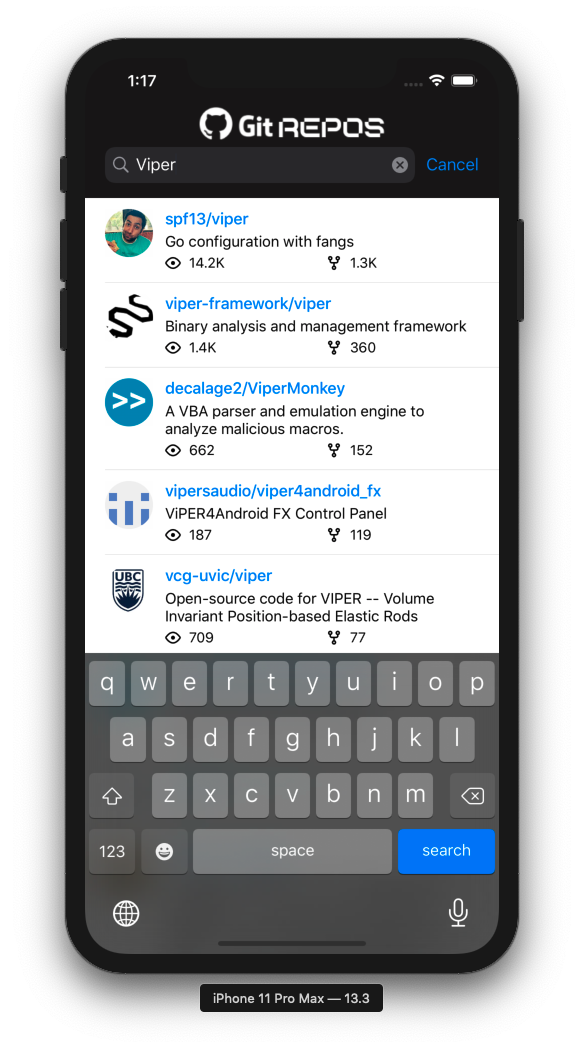 1:17
Git REPOS
Viper
Cancel
spf13/viper
Go configuration with fangs
14.2K 1.3K
viper-framework/viper
Binary analysis and management framework
1.4K 360
>>
decalage2/ViperMonkey
A VBA parser and emulation engine to
analyze malicious macros.
662 152
vipersaudio/viper4android_fx
ViPER4Android FX Control Panel
187 119
UBC
vcg-uvic/viper
Open-source code for VIPER -- Volume
Invariant Position-based Elastic Rods
709 77
q w e r t y u i o p
a s d f g h j k l
z x c v b n m
123 space search
iPhone 11 Pro Max — 13.3